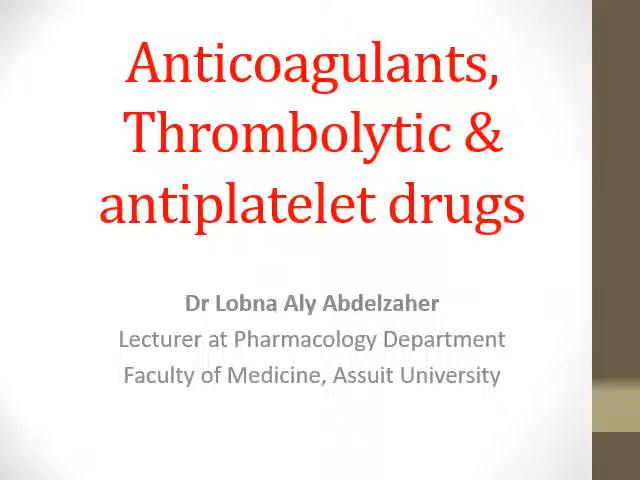 Anticoagulants,
Thrombolytic &
antiplatelet drugs
Dr Lobna Aly Abdelzaher
Lecturer at Pharmacology Department
Faculty of Medicine, Assuit University